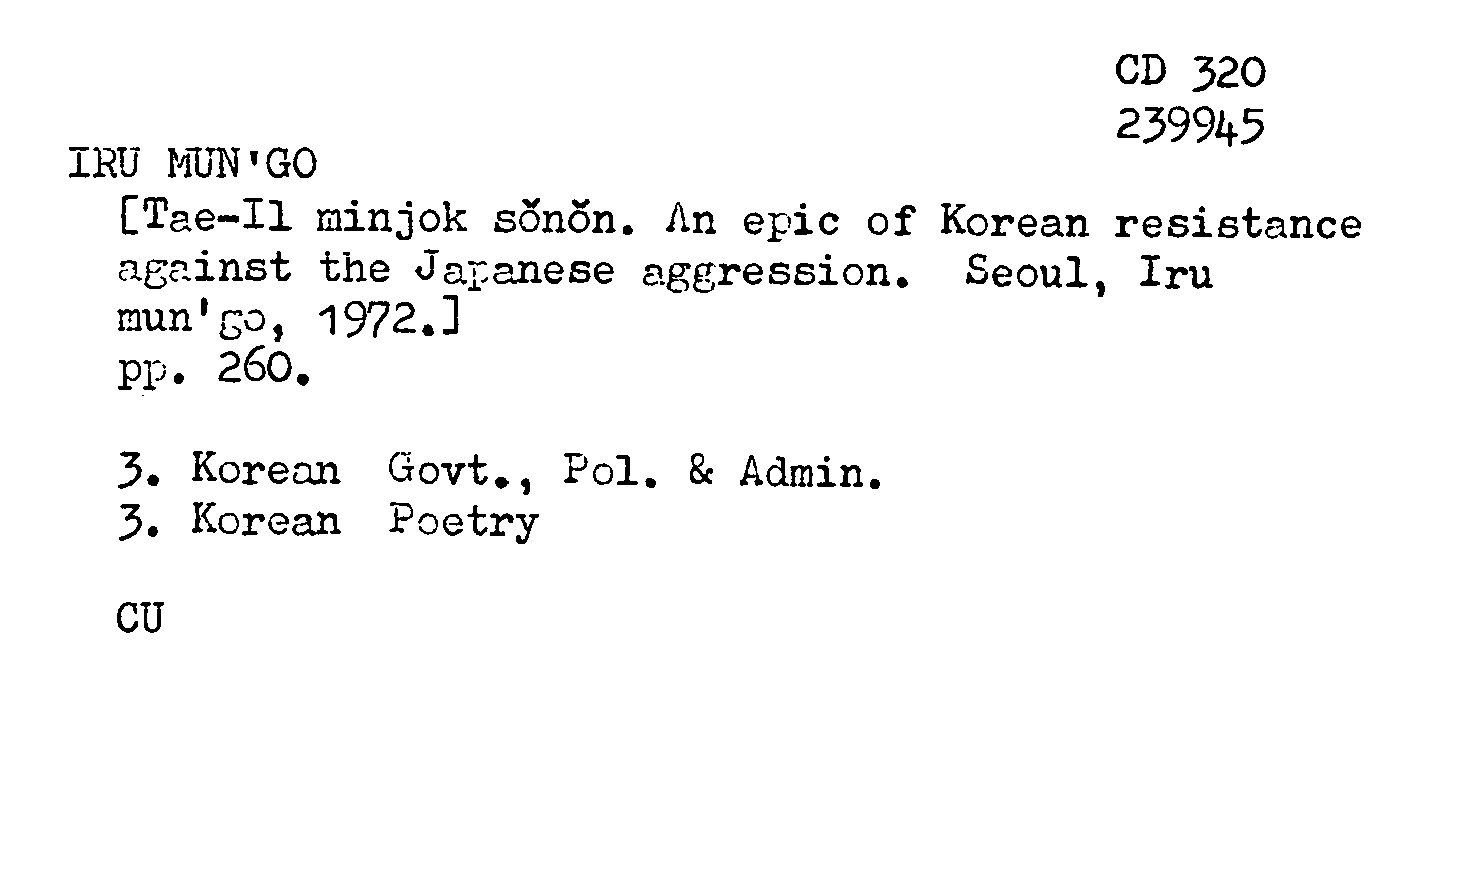 CD 320
239945
IRU MUN'GO
[Tae-Il minjok sŏnŏn. An epic of Korean resistance
against the Japanese aggression. Seoul, Iru
mun'go, 1972.]
pp. 260.
3. Korean Govt., Pol. & Admin.
3. Korean Poetry
CU